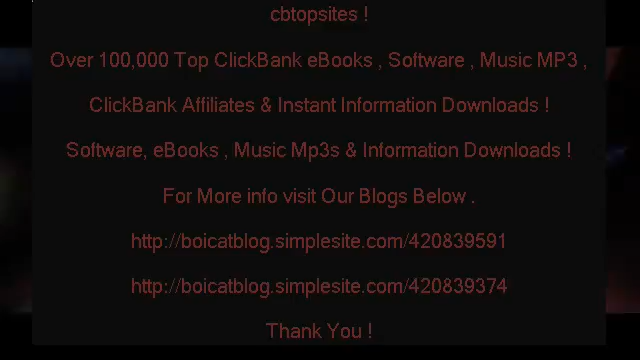 cbtopsites !
Over 100,000 Top ClickBank eBooks , Software , Music MP3 ,
ClickBank Affiliates & Instant Information Downloads !
Software, eBooks , Music Mp3s & Information Downloads !
For More info visit Our Blogs Below .
http://boicatblog.simplesite.com/420839591
http://boicatblog.simplesite.com/420839374
Thank You !